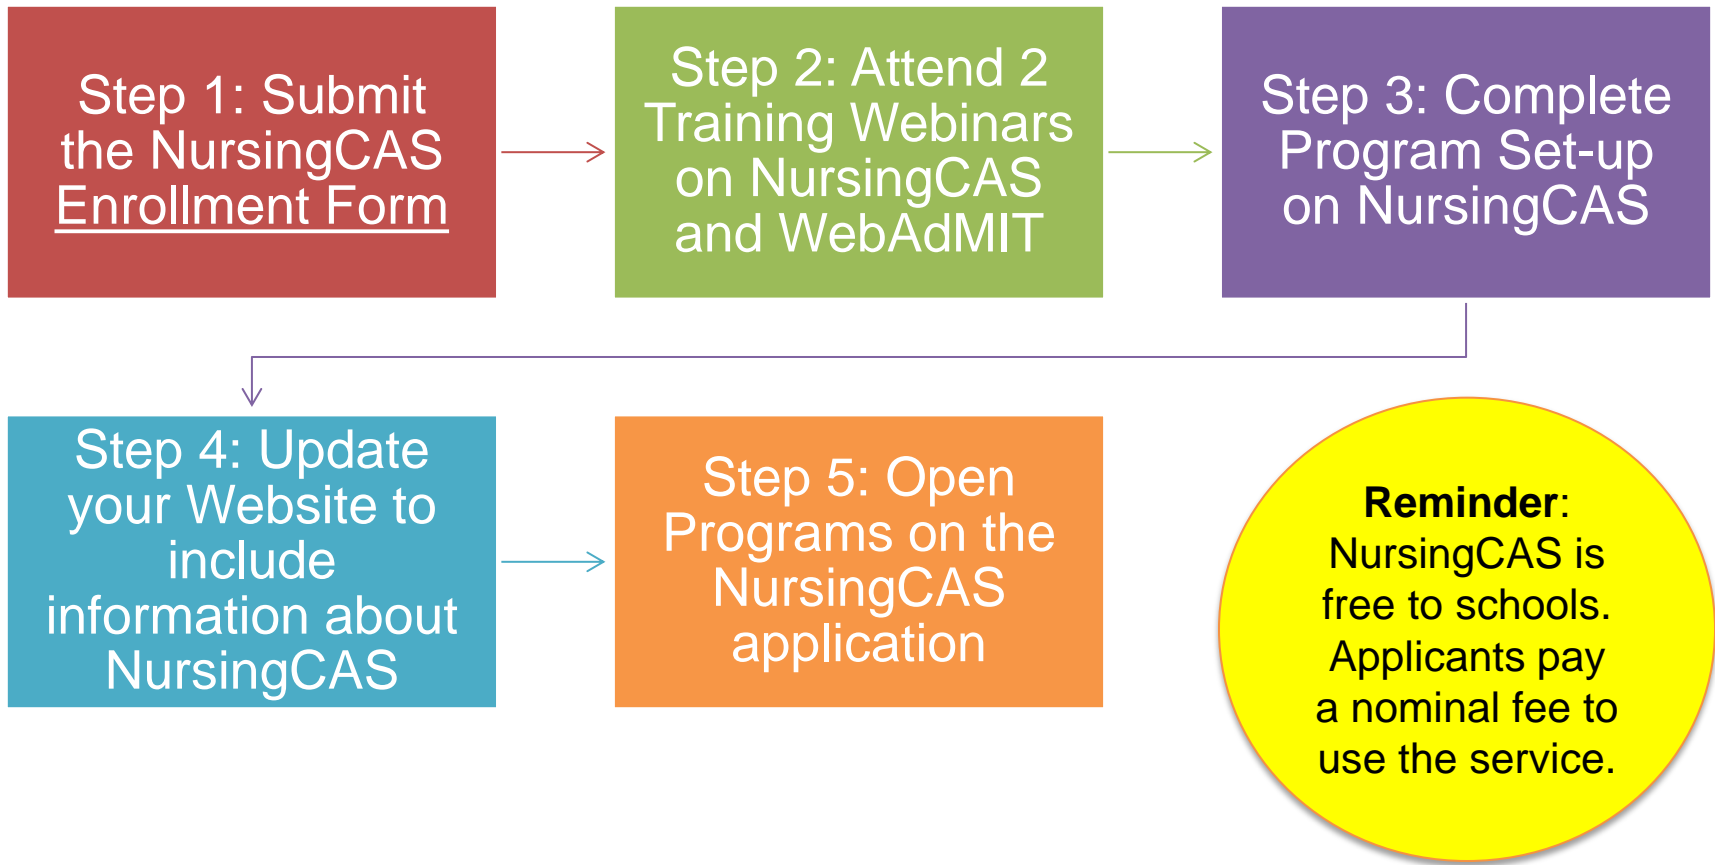 Step 1: Submit
the NursingCAS
Enrollment Form
Step 2: Attend 2
Training Webinars
on NursingCAS
and WebAdMIT
Step 3: Complete
Program Set-up
on NursingCAS
Step 4: Update
your Website to
include
information about
NursingCAS
Step 5: Open
Programs on the
NursingCAS
application
Reminder:
NursingCAS is
free to schools.
Applicants pay
a nominal fee to
use the service.